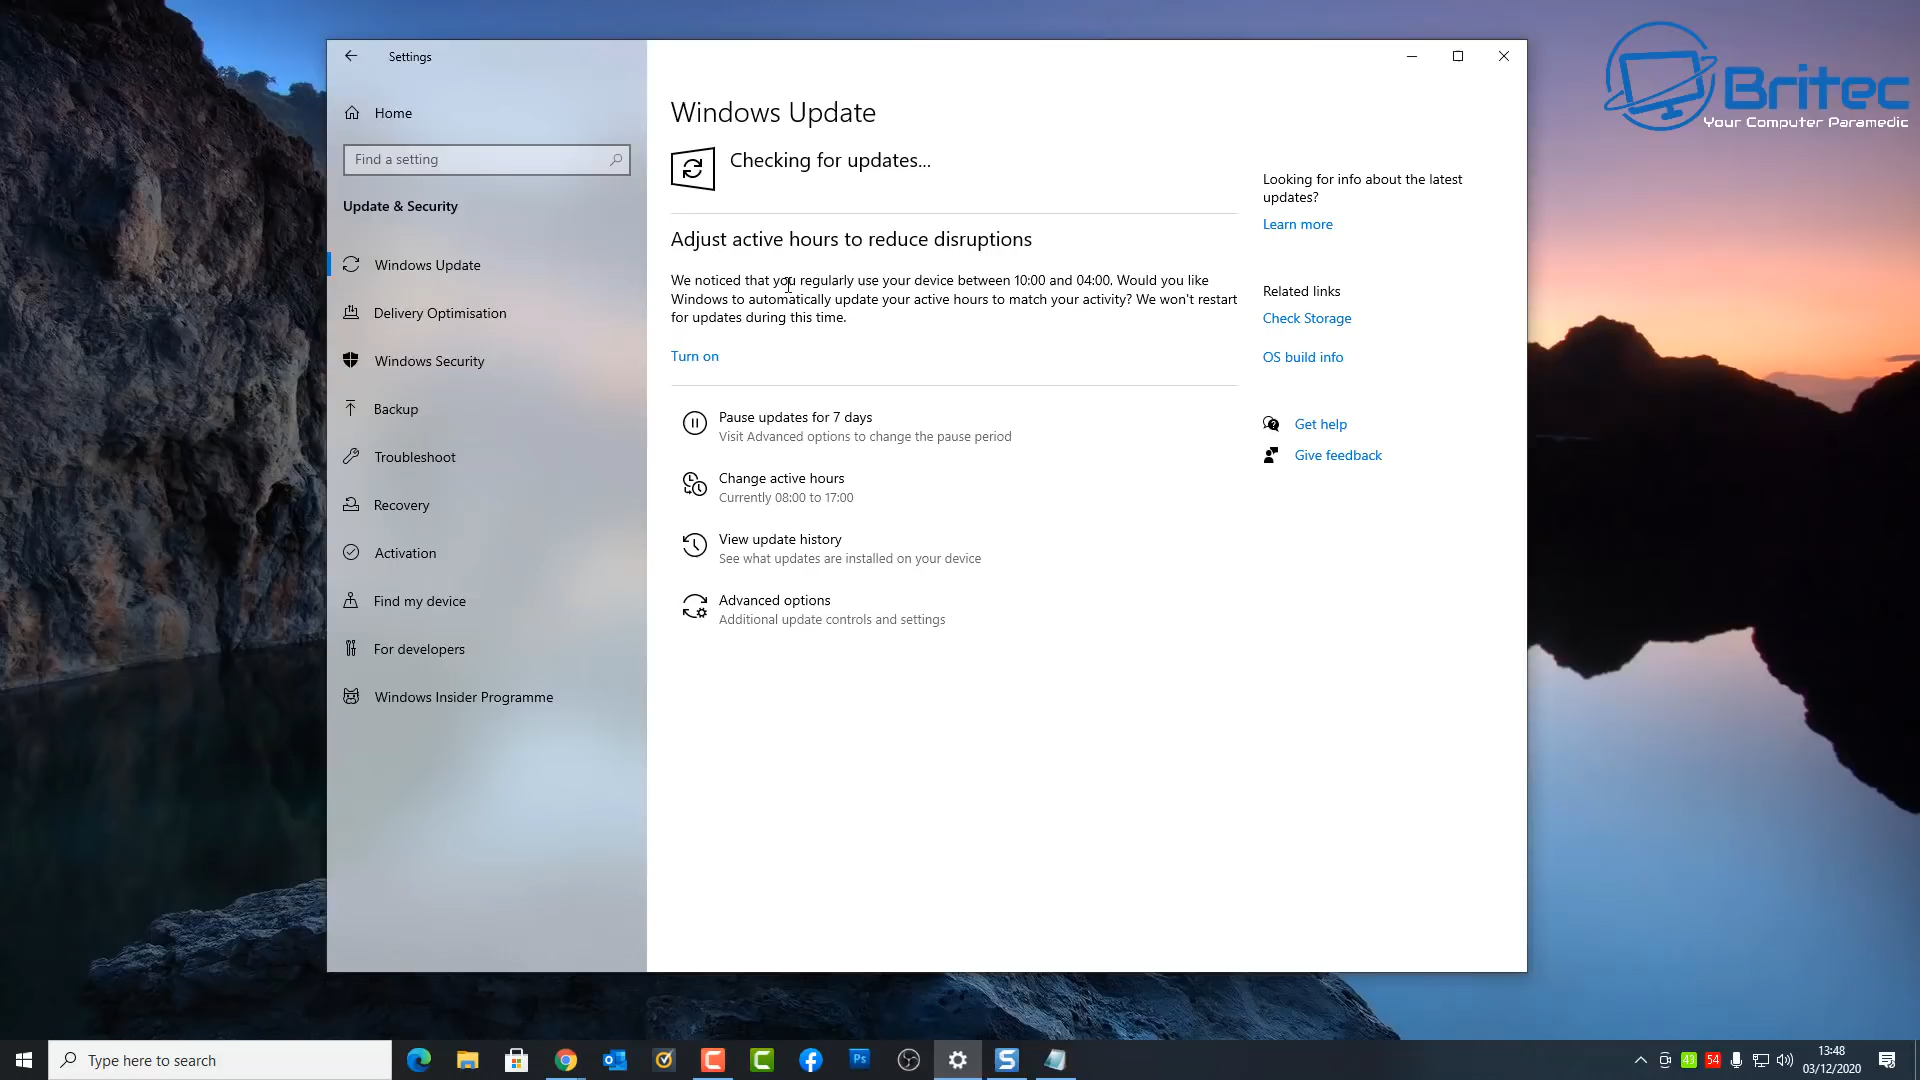 Settings
Home
Find a setting
Update & Security
Windows Update
Delivery Optimisation
Windows Security
Backup
Troubleshoot
Recovery
Activation
Find my device
For developers
Windows Insider Programme
Windows Update
Checking for updates...
Adjust active hours to reduce disruptions
We noticed that you regularly use your device between 10:00 and 04:00. Would you like
Windows to automatically update your active hours to match your activity? We won't restart
for updates during this time.
Turn on
Pause updates for 7 days
Visit Advanced options to change the pause period
Change active hours
Currently 08:00 to 17:00
View update history
See what updates are installed on your device
Advanced options
Additional update controls and settings
Looking for info about the latest
updates?
Learn more
Related links
Check Storage
OS build info
Get help
Give feedback
Britec
Your Computer Paramedic
Type here to search
Ps
43
54
13:48
03/12/2020